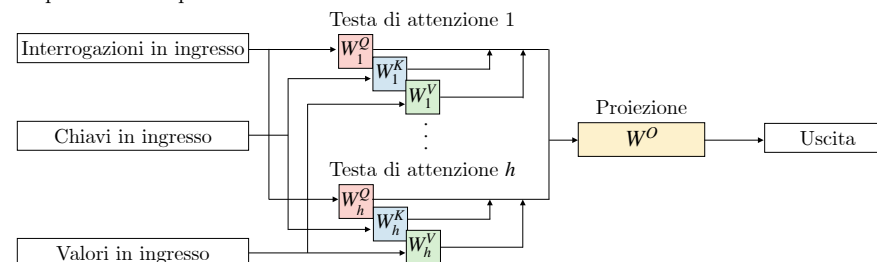 Testa di attenzione 1
Interrogazioni in ingresso
W_1^Q
W_1^K
W_1^V
Chiavi in ingresso
Proiezione
W^O
Uscita
Testa di attenzione h
W_h^Q
W_h^K
Valori in ingresso
W_h^V